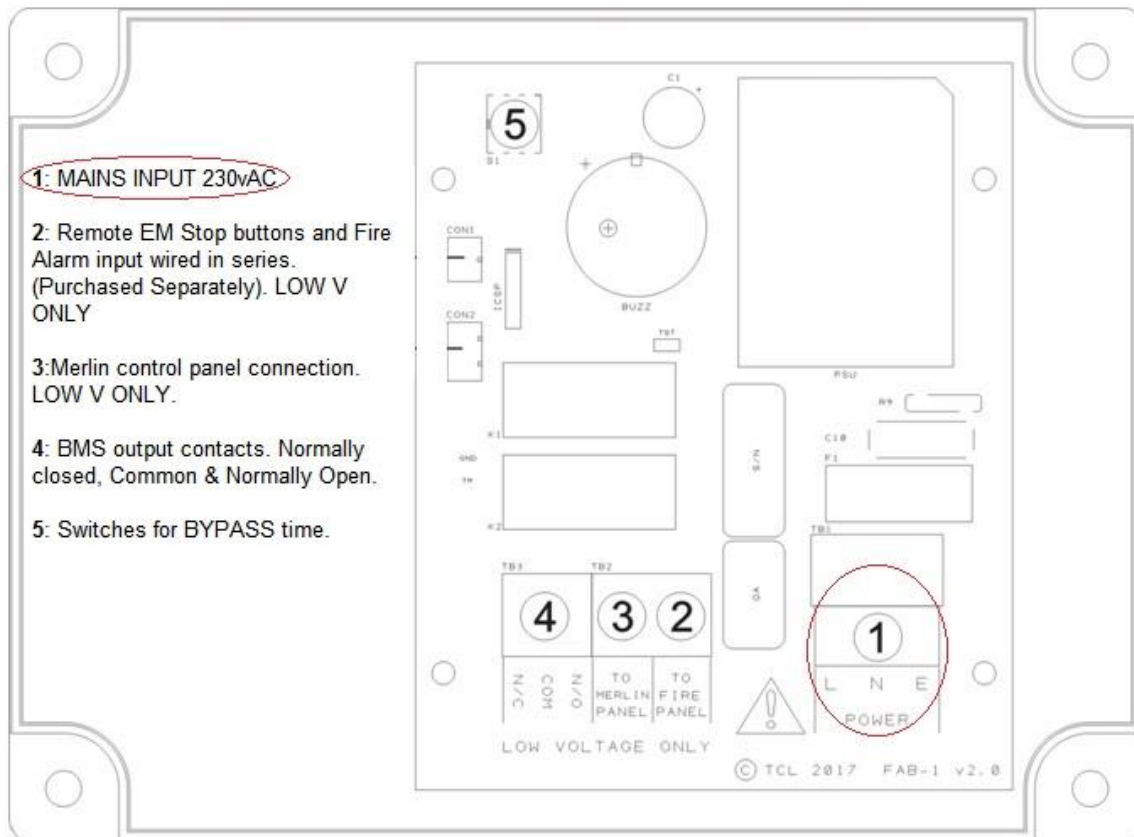 1: MAINS INPUT 230vAC
2: Remote EM Stop buttons and Fire
Alarm input wired in series.
(Purchased Separately). LOW V
ONLY
3:Merlin control panel connection.
LOW V ONLY.
4: BMS output contacts. Normally
closed, Common & Normally Open.
5: Switches for BYPASS time.
C1
+
5
D1
+
CON1
ICSP
BUZZ
CON2
TST
PSU
K1
R9
C10
GND
N/S
F1
K2
TB1
TB3
TB2
4
3
2
1
N/C
COM
N/O
TO
MERLIN
PANEL
TO
FIRE
PANEL
L N E
POWER
LOW VOLTAGE ONLY
© TCL 2017 FAB-1 v2.0